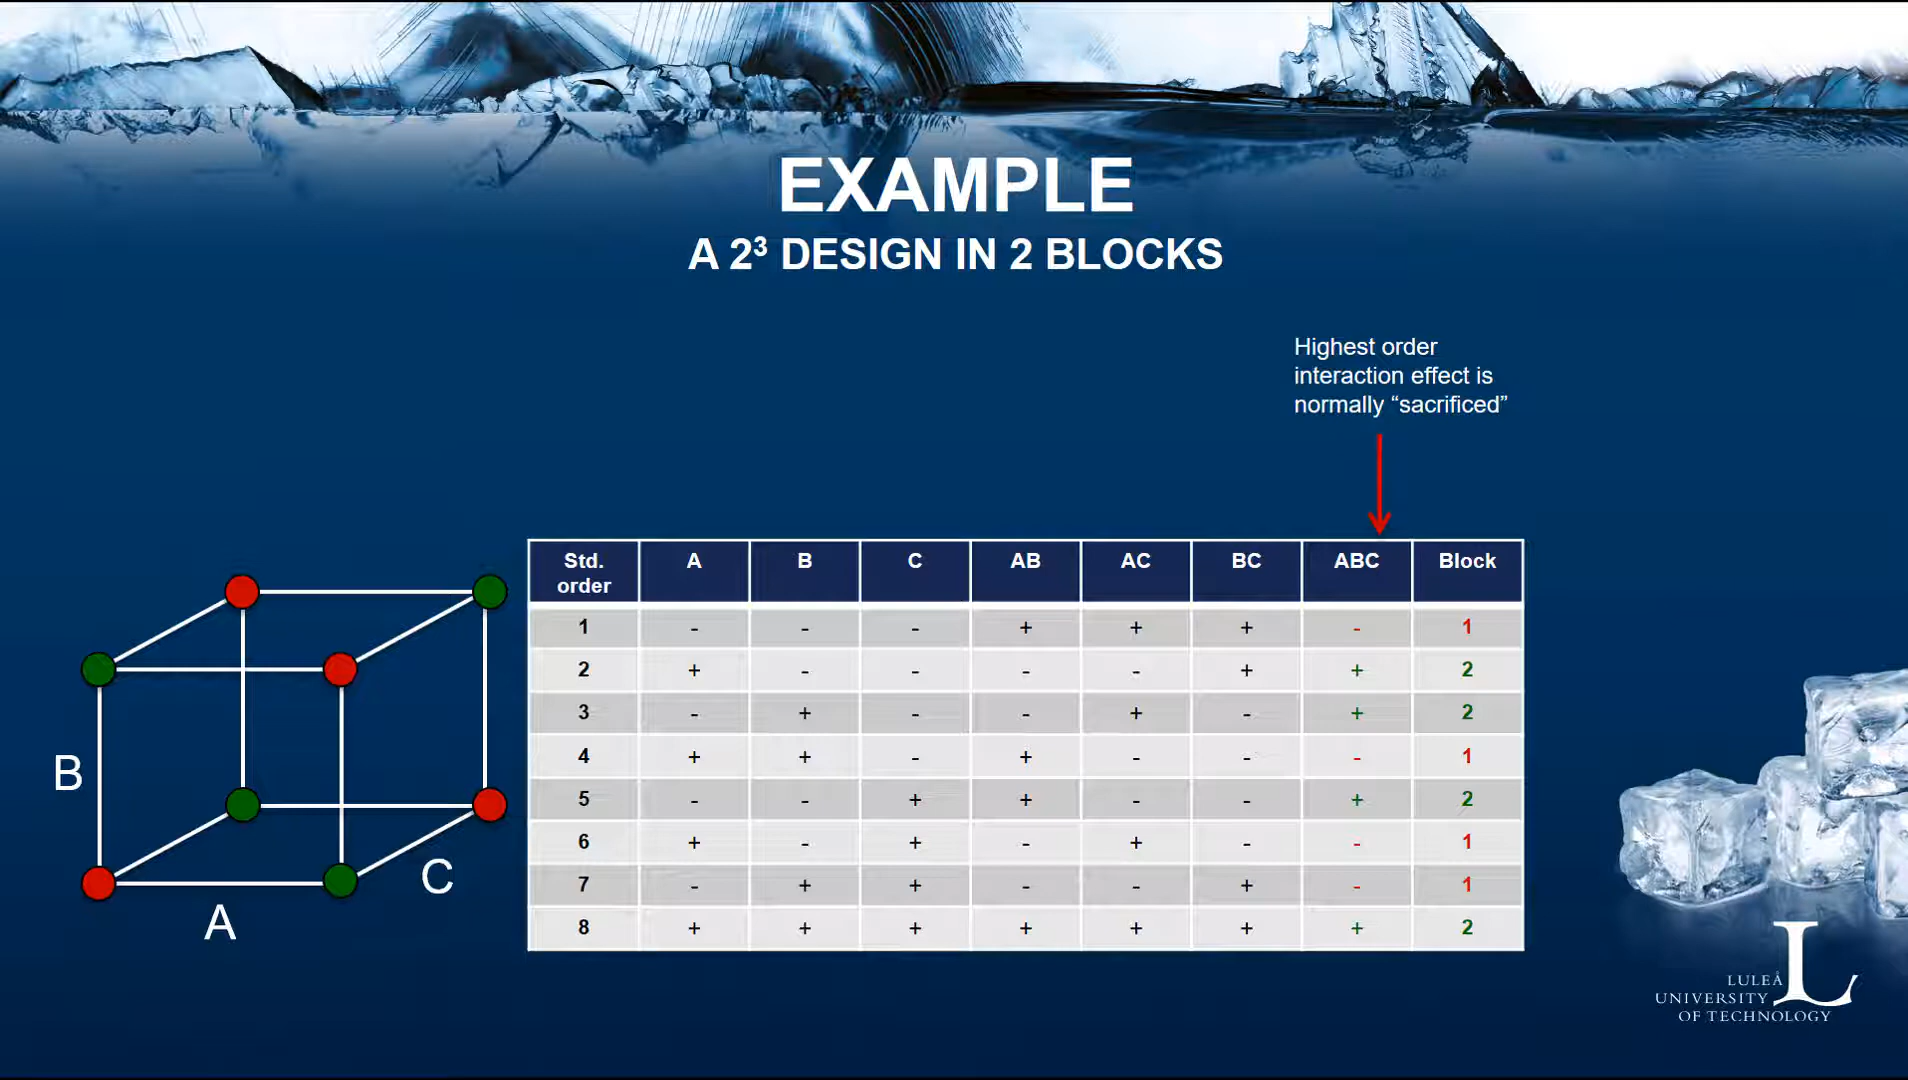 EXAMPLE
A 2³ DESIGN IN 2 BLOCKS
Highest order
interaction effect is
normally “sacrificed”
Std. order A B C AB AC BC ABC Block
1 - - - + + + - 1
2 + - - - - + + 2
3 - + - - + - + 2
4 + + - + - - - 1
5 - - + + - - + 2
6 + - + - + - - 1
7 - + + - - + - 1
8 + + + + + + + 2
B
C
A
LULEÅ
UNIVERSITY
OF TECHNOLOGY
L